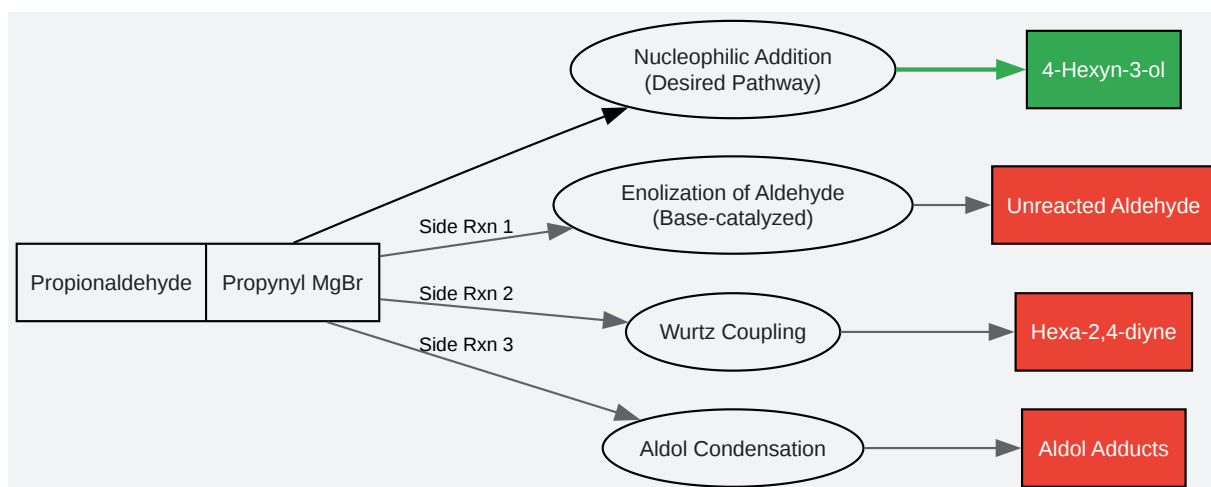 Nucleophilic Addition
(Desired Pathway)
4-Hexyn-3-ol
Enolization of Aldehyde
(Base-catalyzed)
Unreacted Aldehyde
Side Rxn 1
Propionaldehyde
Propynyl MgBr
Side Rxn 2
Wurtz Coupling
Hexa-2,4-diyne
Side Rxn 3
Aldol Condensation
Aldol Adducts